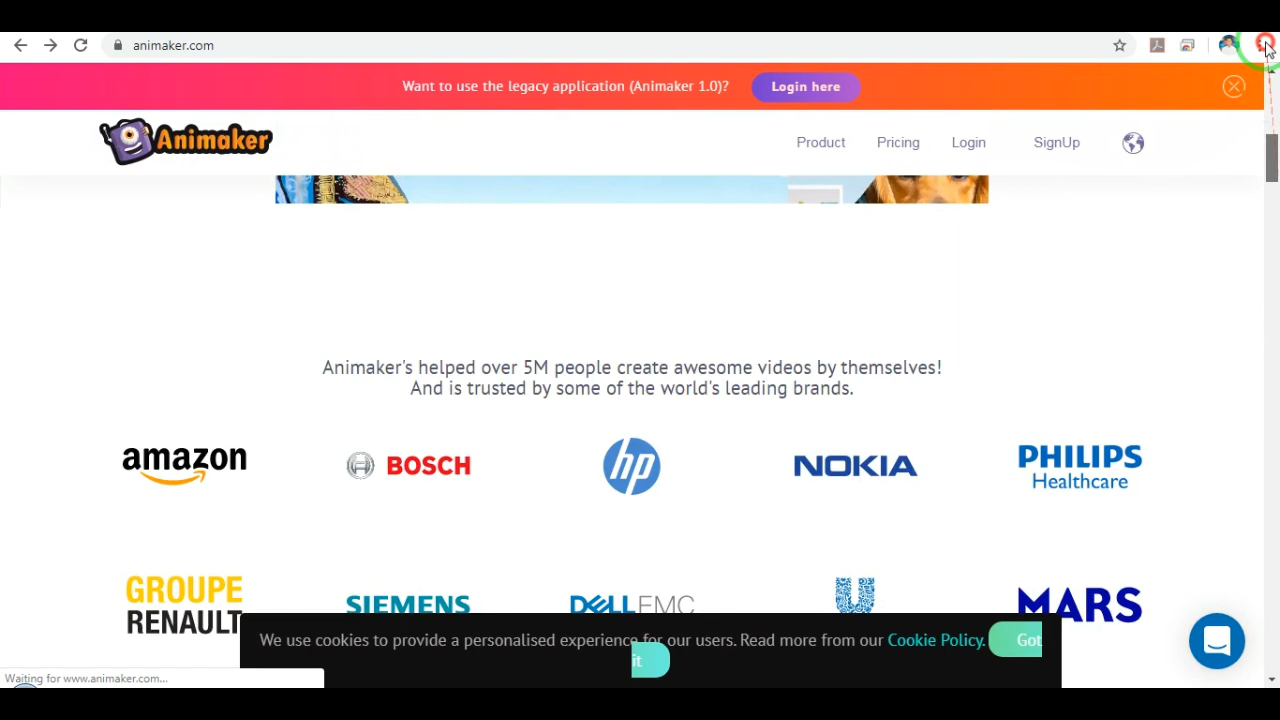 animaker.com
Want to use the legacy application (Animaker 1.0)? Login here
Animaker Product Pricing Login SignUp
Animaker's helped over 5M people create awesome videos by themselves!
And is trusted by some of the world's leading brands.
amazon BOSCH hp NOKIA PHILIPS
Healthcare
GROUPE
RENAULT SIEMENS DELLEMC U MARS
We use cookies to provide a personalised experience for our users. Read more from our Cookie Policy. Got
it
Waiting for www.animaker.com...